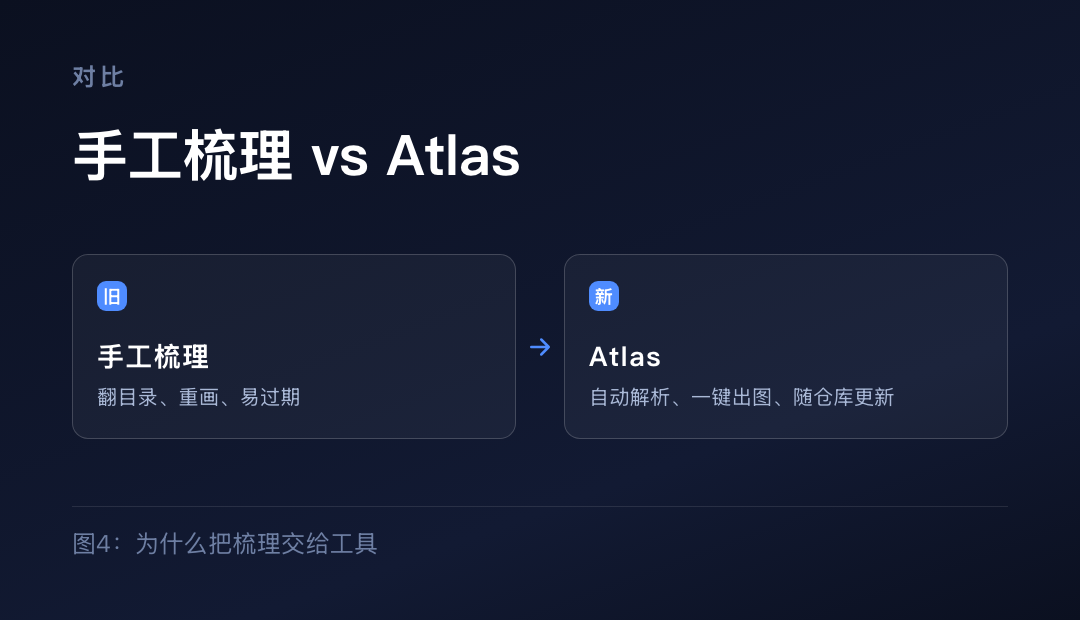 对比
手工梳理 vs Atlas
旧
手工梳理
翻目录、重画、易过期
→
新
Atlas
自动解析、一键出图、随仓库更新
图4：为什么把梳理交给工具